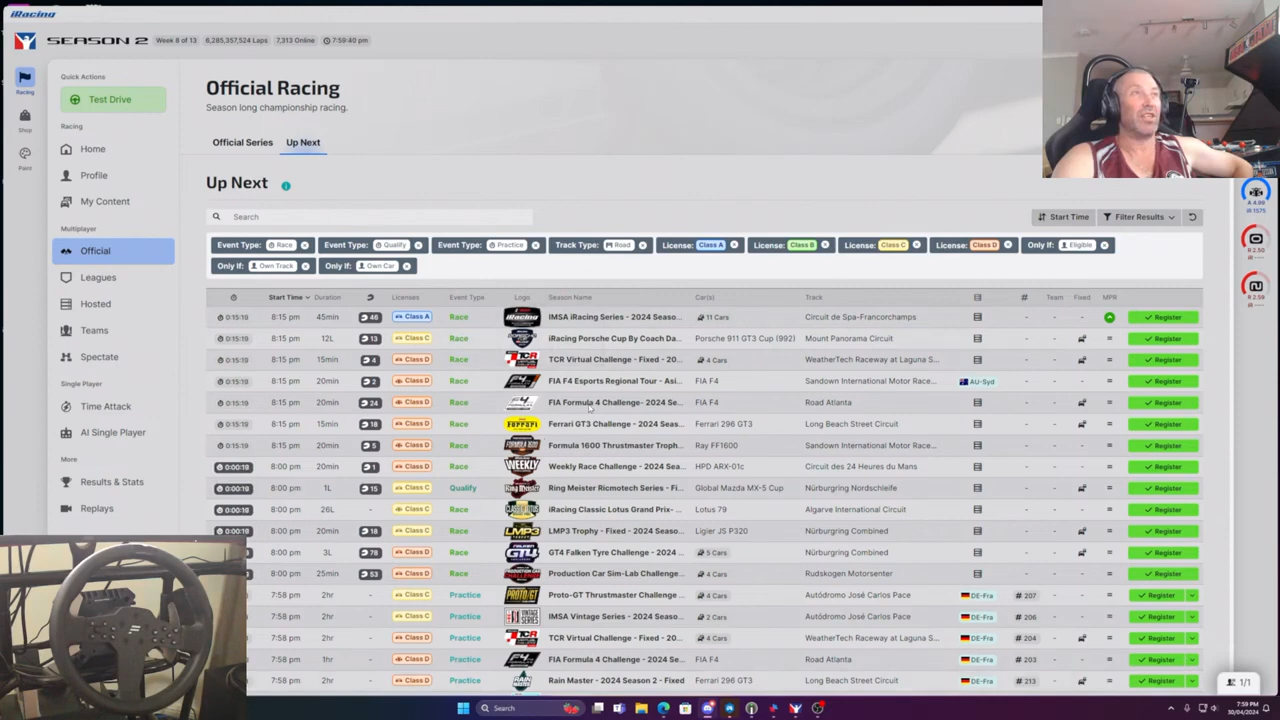 iRacing
SEASON 2 Week 8 of 13 6,285,357,524 Laps 7,313 Online 7:59:40 pm
Racing
Shop
Paint
Quick Actions
Test Drive
Racing
Home
Profile
My Content
Multiplayer
Official
Leagues
Hosted
Teams
Spectate
Single Player
Time Attack
AI Single Player
More
Results & Stats
Replays
Official Racing
Season long championship racing.
Official Series Up Next
Up Next
Search Start Time Filter Results
Event Type: Race Event Type: Qualify Event Type: Practice Track Type: Road License: Class A License: Class B License: Class C License: Class D Only If: Eligible
Only If: Own Track Only If: Own Car
Start Time Duration Licenses Event Type Logo Season Name Car(s) Track # Team Fixed MPR
0:15:19 8:15 pm 45min 46 Class A Race IMSA iRacing Series - 2024 Seaso... 11 Cars Circuit de Spa-Francorchamps - - Register
0:15:19 8:15 pm 12L 13 Class C Race iRacing Porsche Cup By Coach Da... Porsche 911 GT3 Cup (992) Mount Panorama Circuit - - = Register
0:15:19 8:15 pm 15min 4 Class D Race TCR Virtual Challenge - Fixed - 20... 4 Cars WeatherTech Raceway at Laguna S... - - = Register
0:15:19 8:15 pm 20min 2 Class D Race FIA F4 Esports Regional Tour - Asi... FIA F4 Sandown International Motor Race... AU-Syd - - = Register
0:15:19 8:15 pm 20min 24 Class D Race FIA Formula 4 Challenge- 2024 Se... FIA F4 Road Atlanta - - = Register
0:15:19 8:15 pm 15min 18 Class D Race Ferrari GT3 Challenge - 2024 Seas... Ferrari 296 GT3 Long Beach Street Circuit - - = Register
0:15:19 8:15 pm 20min 5 Class D Race Formula 1600 Thrustmaster Troph... Ray FF1600 Sandown International Motor Race... - - = Register
0:00:19 8:00 pm 20min 1 Class D Race Weekly Race Challenge - 2024 Sea... HPD ARX-01c Circuit des 24 Heures du Mans - - = Register
0:00:19 8:00 pm 1L 15 Class C Qualify Ring Meister Ricmotech Series - Fi... Global Mazda MX-5 Cup Nürburgring Nordschleife - - = Register
0:00:19 8:00 pm 26L - Class C Race iRacing Classic Lotus Grand Prix- ... Lotus 79 Algarve International Circuit - - - = Register
0:00:19 8:00 pm 20min 18 Class C Race LMP3 Trophy - Fixed - 2024 Seaso... Ligier JS P320 Nürburgring Combined - - = Register
0:00:19 8:00 pm 3L 78 Class D Race GT4 Falken Tyre Challenge - 2024 ... 5 Cars Nürburgring Combined - - = Register
0:00:19 8:00 pm 25min 53 Class D Race Production Car Sim-Lab Challenge... 4 Cars Rudskogen Motorsenter - - = Register
7:58 pm 2hr - Class C Practice Proto-GT Thrustmaster Challenge ... 4 Cars Autódromo José Carlos Pace DE-Fra # 207 - - = Register
7:58 pm 2hr - Class C Practice IMSA Vintage Series - 2024 Seaso... 2 Cars Autódromo José Carlos Pace DE-Fra # 206 - - = Register
7:58 pm 2hr - Class D Practice TCR Virtual Challenge - Fixed - 20... 4 Cars WeatherTech Raceway at Laguna S... DE-Fra # 204 - = Register
7:58 pm 1hr - Class D Practice FIA Formula 4 Challenge - 2024 Se... FIA F4 Road Atlanta DE-Fra # 203 - = Register
7:58 pm 2hr - Class D Practice Rain Master - 2024 Season 2 - Fixed Ferrari 296 GT3 Long Beach Street Circuit DE-Fra # 213 - = Register
A 4.99
iR 1575
R 2.50
R 2.59
1/1
Search
7:59 PM
30/04/2024